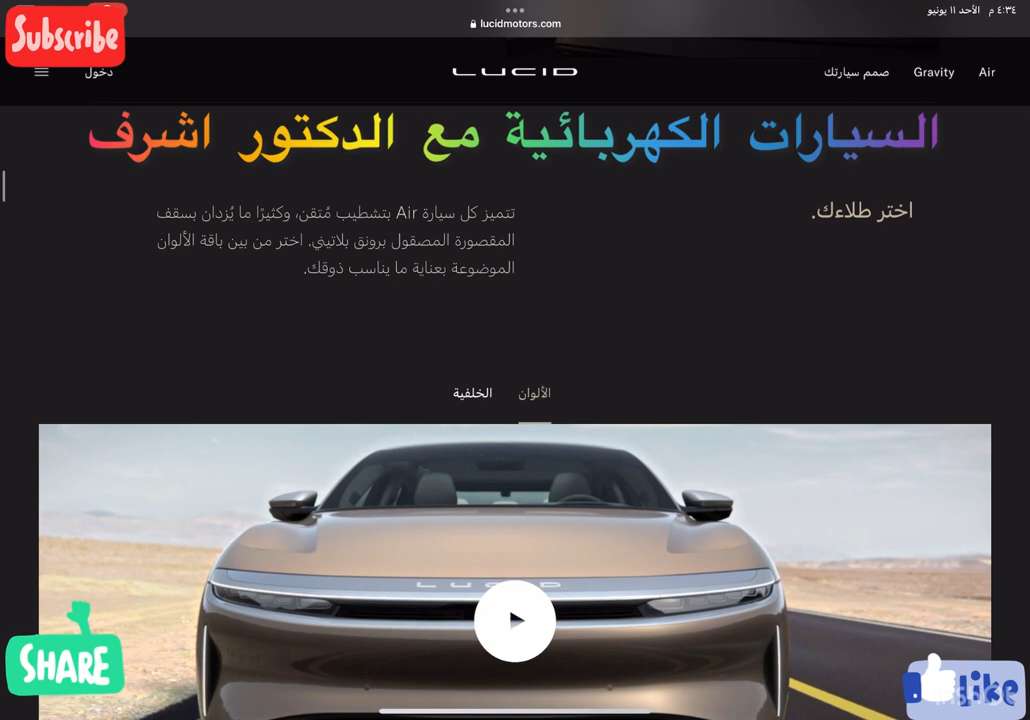 ٤:٣٤ م الأحد ١١ يونيو
lucidmotors.com
Subscribe
Air Gravity صمم سيارتك
LUCID
دخول
السيارات الكهربائية مع الدكتور اشرف
اختر طلاءك.
تتميز كل سيارة Air بتشطيب مُتقن، وكثيرًا ما يُزدان بسقف
المقصورة المصقول برونق بلاتيني. اختر من بين باقة الألوان
الموضوعة بعناية ما يناسب ذوقك.
الألوان الخلفية
LUCID
SHARE
like